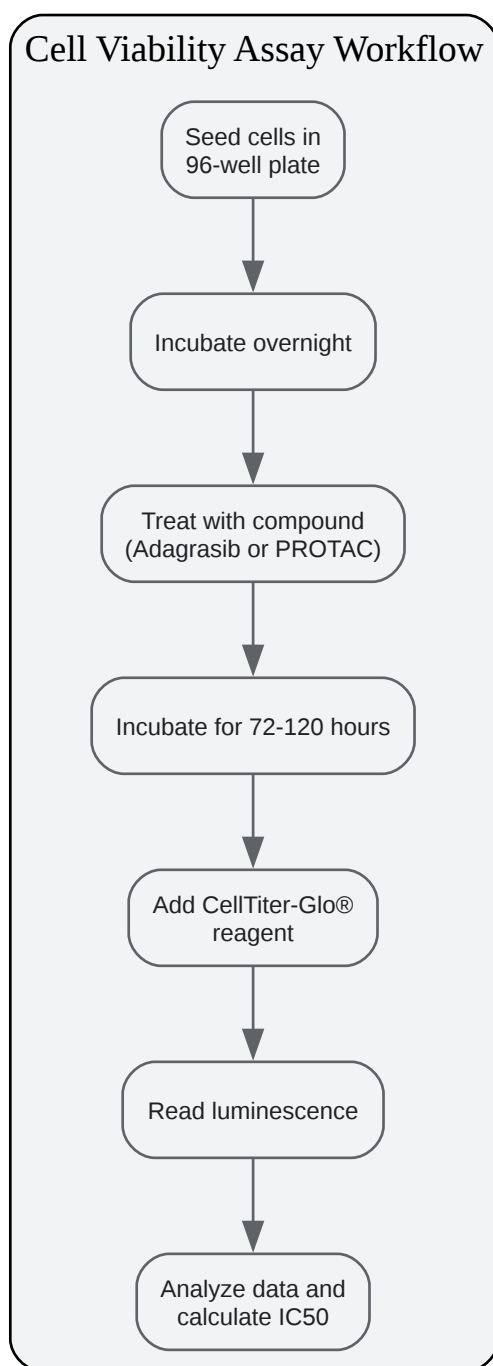 Cell Viability Assay Workflow
Seed cells in
96-well plate
Incubate overnight
Treat with compound
(Adagrasib or PROTAC)
Incubate for 72-120 hours
Add CellTiter-Glo®
reagent
Read luminescence
Analyze data and
calculate IC50